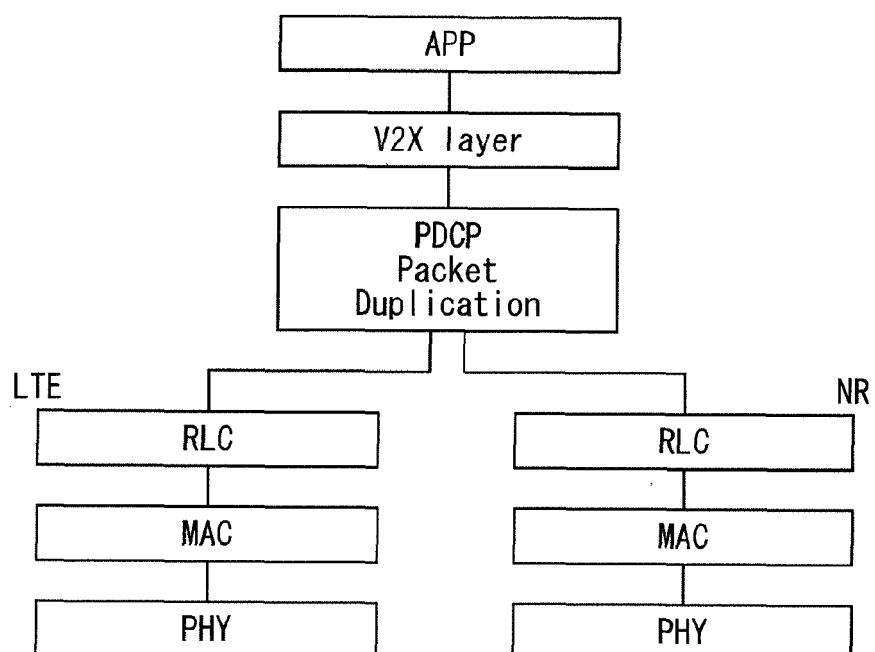 APP
V2X layer
PDCP
Packet
Duplication
LTE
NR
RLC
RLC
MAC
MAC
PHY
PHY